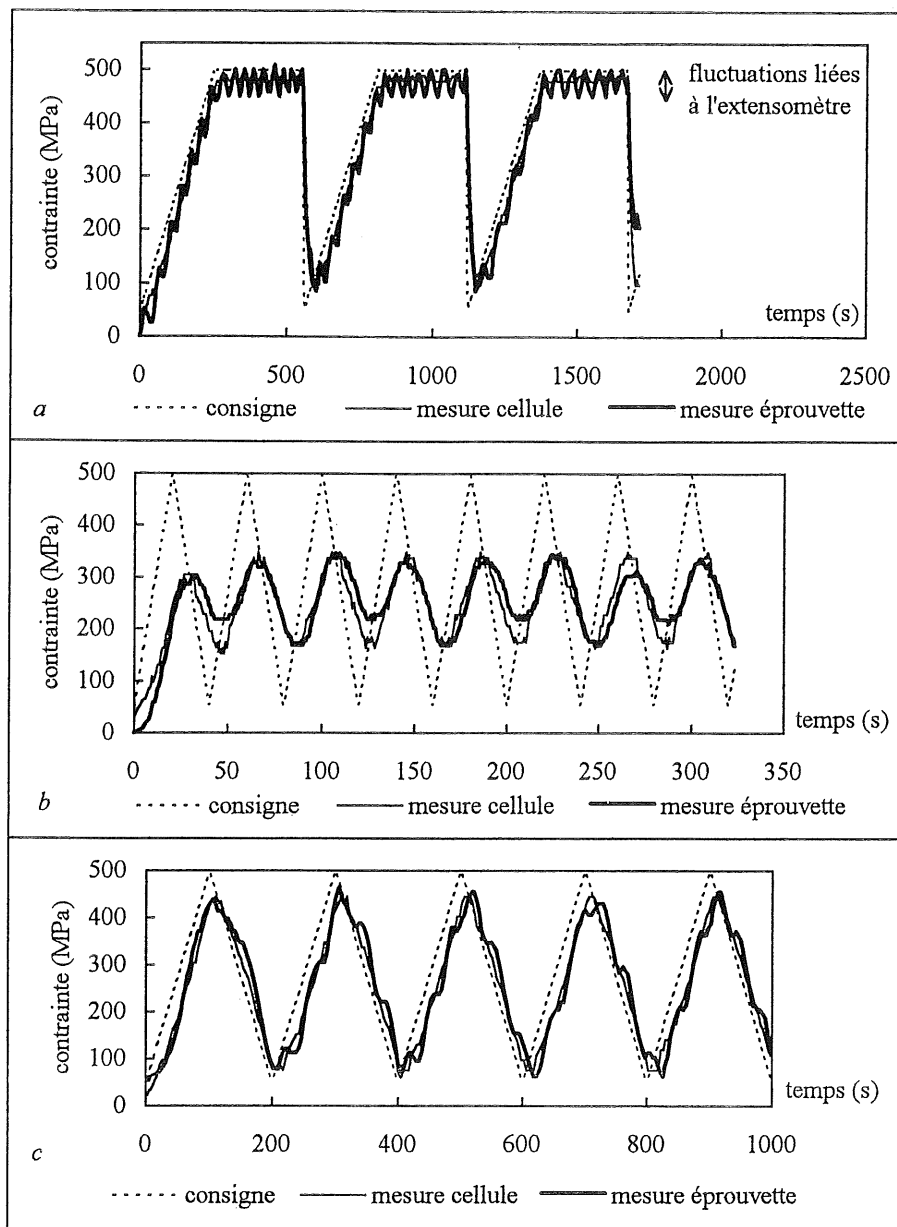 500
400
300
200
100
0
contrainte (MPa)
fluctuations liées
à l'extensomètre
temps (s)
0 500 1000 1500 2000 2500
a
consigne mesure cellule mesure éprouvette
500
400
300
200
100
0
contrainte (MPa)
temps (s)
0 50 100 150 200 250 300 350
b
consigne mesure cellule mesure éprouvette
500
400
300
200
100
0
contrainte (MPa)
temps (s)
0 200 400 600 800 1000
c
consigne mesure cellule mesure éprouvette